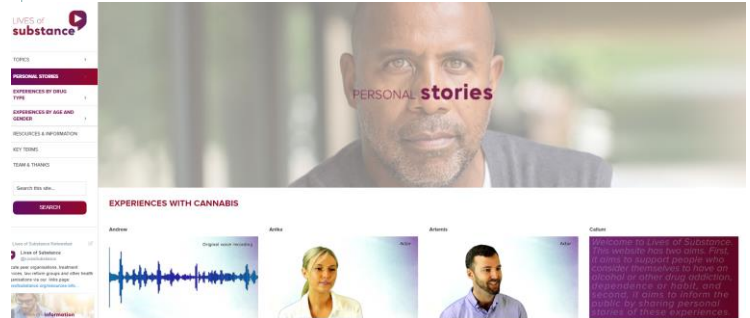 LIVES of
substance
TOPICS
PERSONAL STORIES
EXPERIENCES BY DRUG
TYPE
EXPERIENCES BY AGE AND
GENDER
RESOURCES & INFORMATION
KEY TERMS
TEAM & THANKS
Search this site...
SEARCH
Lives of Substance Retweeted
Lives of Substance
@LivesofSubstance
PERSONAL stories
EXPERIENCES WITH CANNABIS
Andrew
Original voice recording
Anika
Actor
Artemis
Actor
Callum
Welcome to Lives of Substance.
This website has two aims. First,
it aims to support people who
consider themselves to have an
alcohol or other drug addiction,
dependence or habit, and
second, it aims to inform the
public by sharing personal
stories of these experiences.